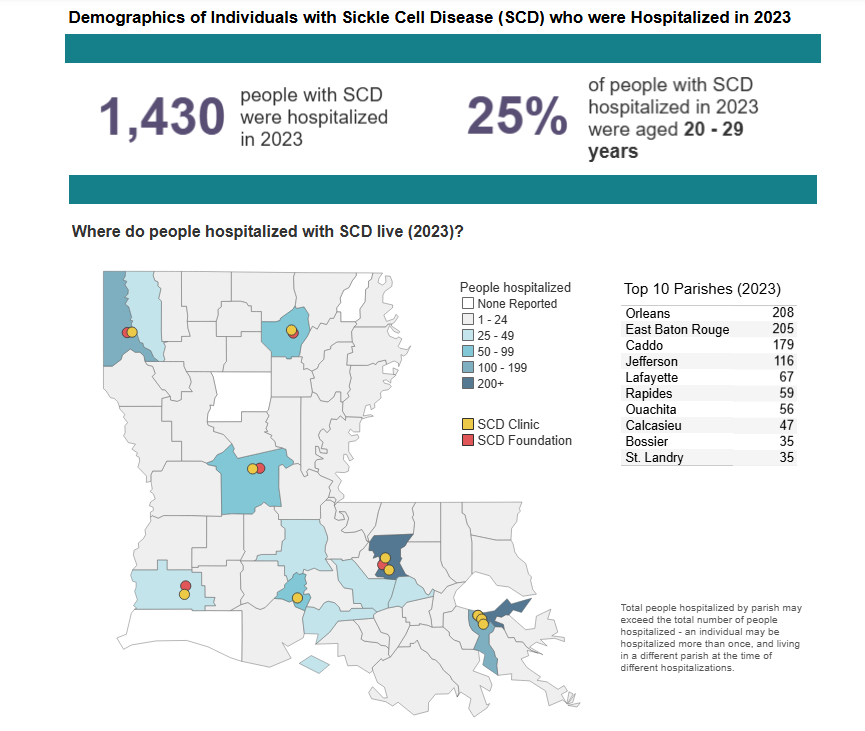 Demographics of Individuals with Sickle Cell Disease (SCD) who were Hospitalized in 2023
1,430
people with SCD
were hospitalized
in 2023
25%
of people with SCD
hospitalized in 2023
were aged 20 - 29
years
Where do people hospitalized with SCD live (2023)?
People hospitalized
None Reported
1 - 24
25 - 49
50 - 99
100 - 199
200+
SCD Clinic
SCD Foundation
Top 10 Parishes (2023)
Orleans 208
East Baton Rouge 205
Caddo 179
Jefferson 116
Lafayette 67
Rapides 59
Ouachita 56
Calcasieu 47
Bossier 35
St. Landry 35
Total people hospitalized by parish may
exceed the total number of people
hospitalized - an individual may be
hospitalized more than once, and living
in a different parish at the time of
different hospitalizations.